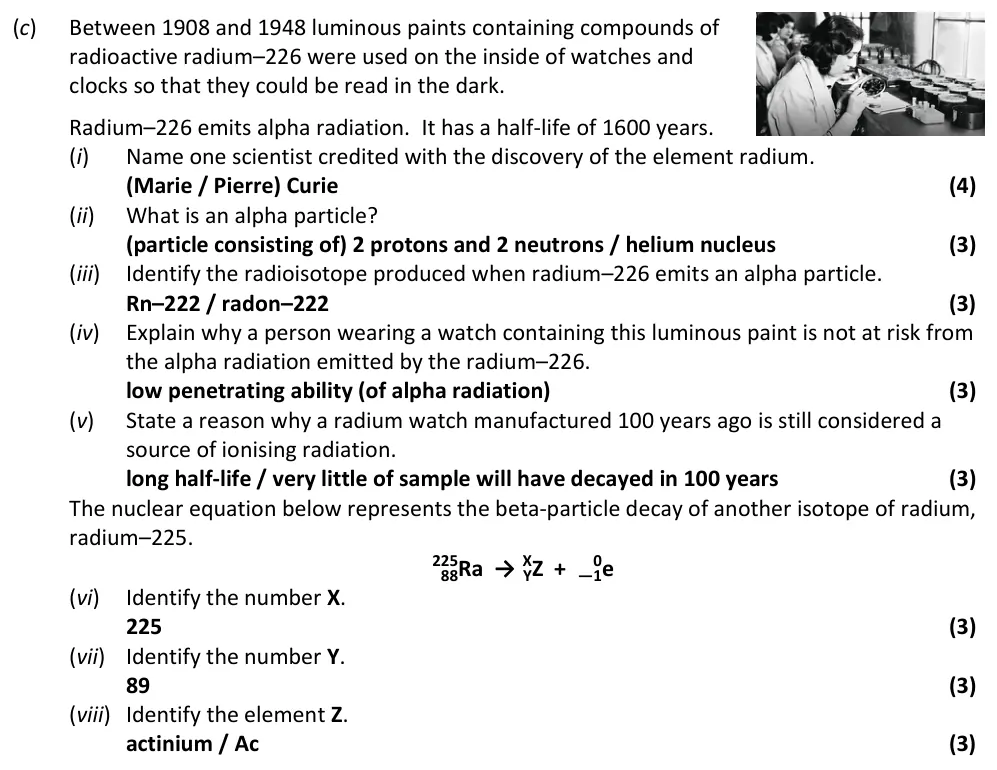 (c) Between 1908 and 1948 luminous paints containing compounds of
radioactive radium–226 were used on the inside of watches and
clocks so that they could be read in the dark.
Radium–226 emits alpha radiation. It has a half-life of 1600 years.
(i) Name one scientist credited with the discovery of the element radium.
(Marie / Pierre) Curie (4)
(ii) What is an alpha particle?
(particle consisting of) 2 protons and 2 neutrons / helium nucleus (3)
(iii) Identify the radioisotope produced when radium–226 emits an alpha particle.
Rn–222 / radon–222 (3)
(iv) Explain why a person wearing a watch containing this luminous paint is not at risk from
the alpha radiation emitted by the radium–226.
low penetrating ability (of alpha radiation) (3)
(v) State a reason why a radium watch manufactured 100 years ago is still considered a
source of ionising radiation.
long half-life / very little of sample will have decayed in 100 years (3)
The nuclear equation below represents the beta-particle decay of another isotope of radium,
radium–225.
²²⁵₈₈Ra → ^X_Y Z + ⁰₋₁e
(vi) Identify the number X.
225 (3)
(vii) Identify the number Y.
89 (3)
(viii) Identify the element Z.
actinium / Ac (3)